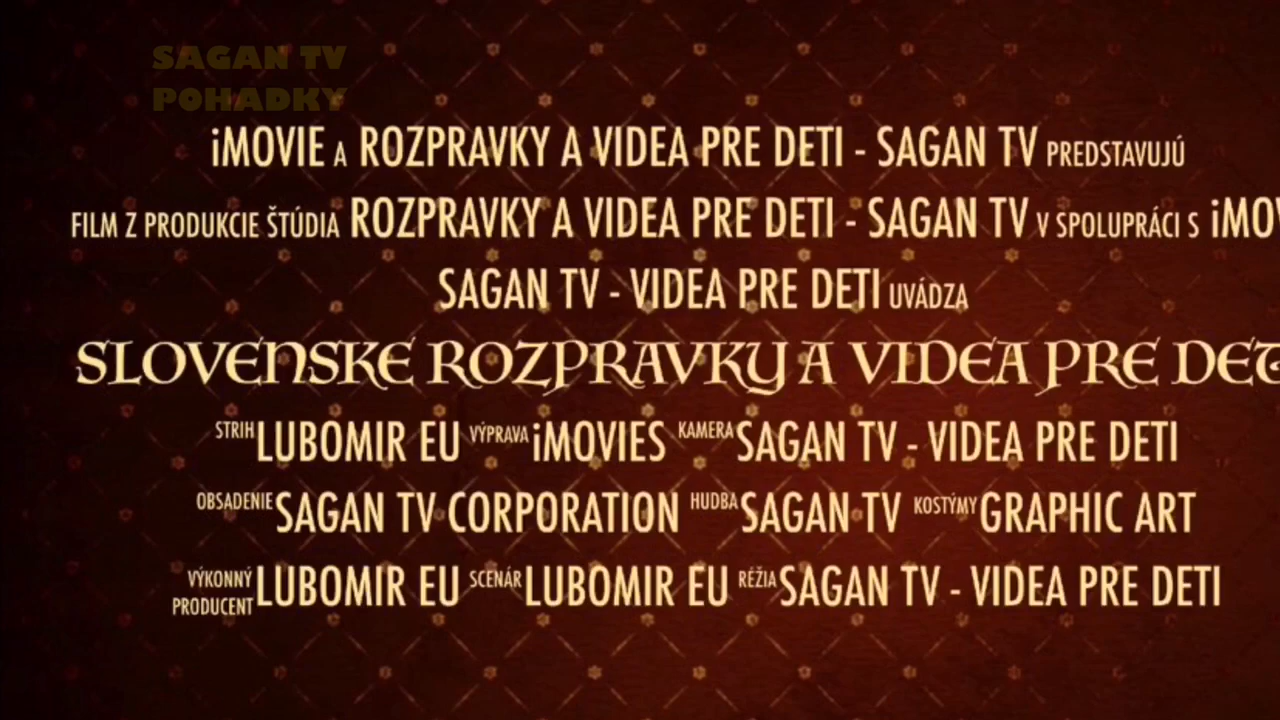 SAGAN TV
POHADKY
iMOVIE A ROZPRAVKY A VIDEA PRE DETI - SAGAN TV PREDSTAVUJÚ
FILM Z PRODUKCIE ŠTÚDIA ROZPRAVKY A VIDEA PRE DETI - SAGAN TV V SPOLUPRÁCI S iMOV
SAGAN TV - VIDEA PRE DETI UVÁDZA
SLOVENSKE ROZPRAVKY A VIDEA PRE DET
STRIH LUBOMIR EU VÝPRAVA iMOVIES KAMERA SAGAN TV - VIDEA PRE DETI
OBSADENIE SAGAN TV CORPORATION HUDBA SAGAN TV KOSTÝMY GRAPHIC ART
VÝKONNÝ PRODUCENT LUBOMIR EU SCENÁR LUBOMIR EU RÉŽIA SAGAN TV - VIDEA PRE DETI